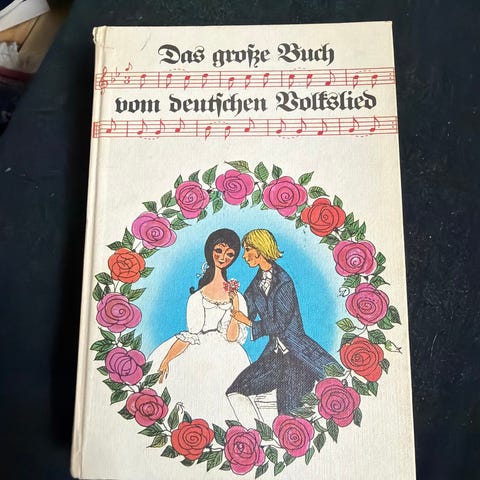 Das große Buch
vom deutschen Volkslied